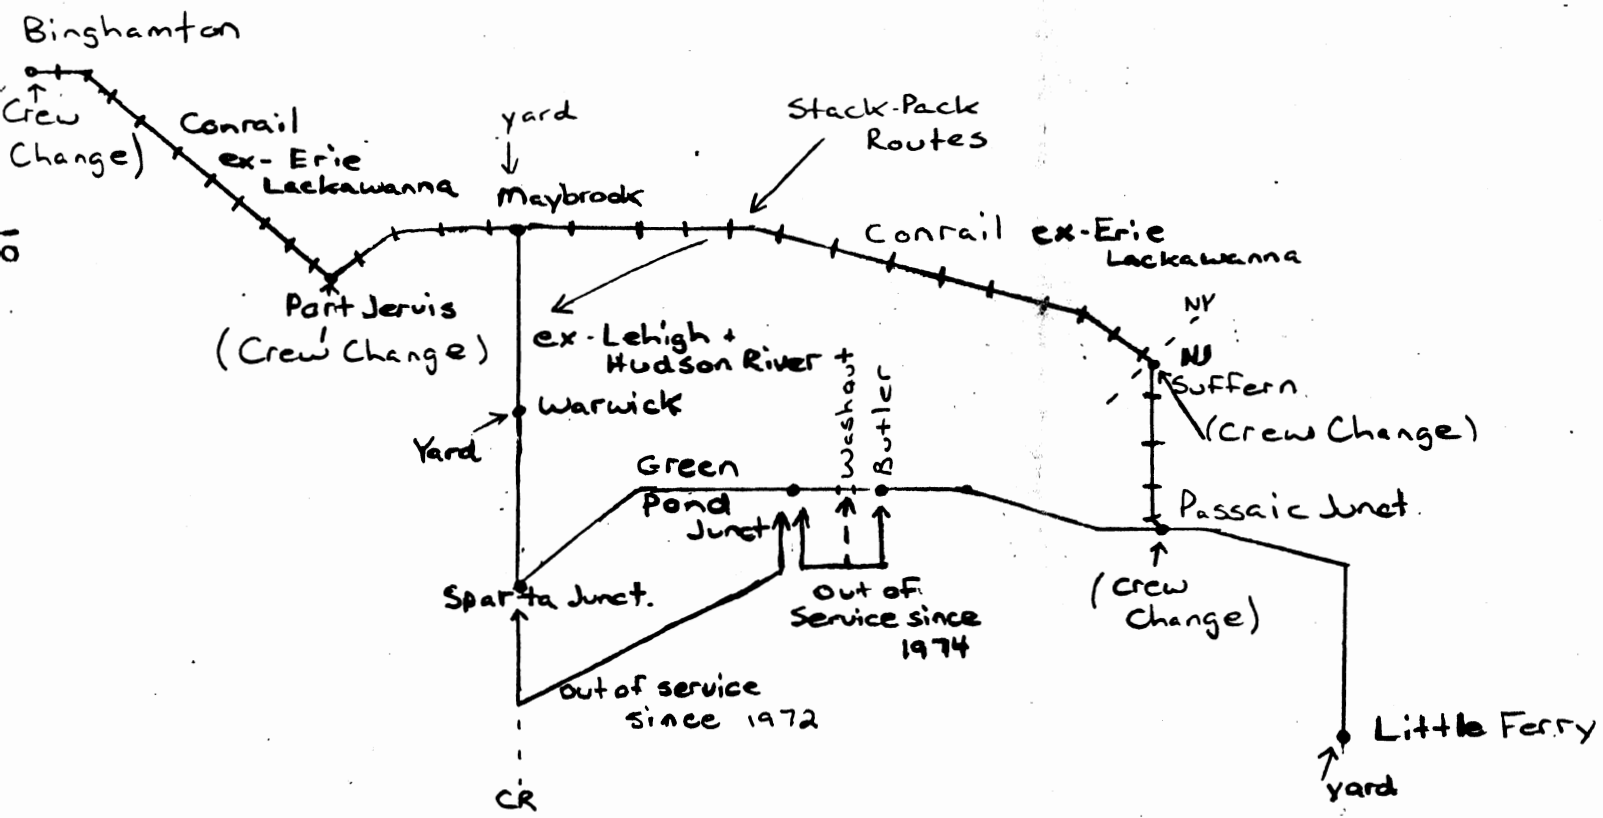 Binghamton
Crew
Change)
Conrail
ex-Erie
Lackawanna
yard
Maybrook
Stack-Pack
Routes
Conrail ex-Erie
Lackawanna
Port Jervis
(Crew Change)
ex-Lehigh +
Hudson River
NY
NJ
Suffern
(Crew Change)
Warwick
Yard
Washout
Butler
Green
Pond
Junct
Passaic Junct.
Sparta Junct.
Out of
Service since
1974
(Crew
Change)
Out of service
since 1972
Little Ferry
yard
CR